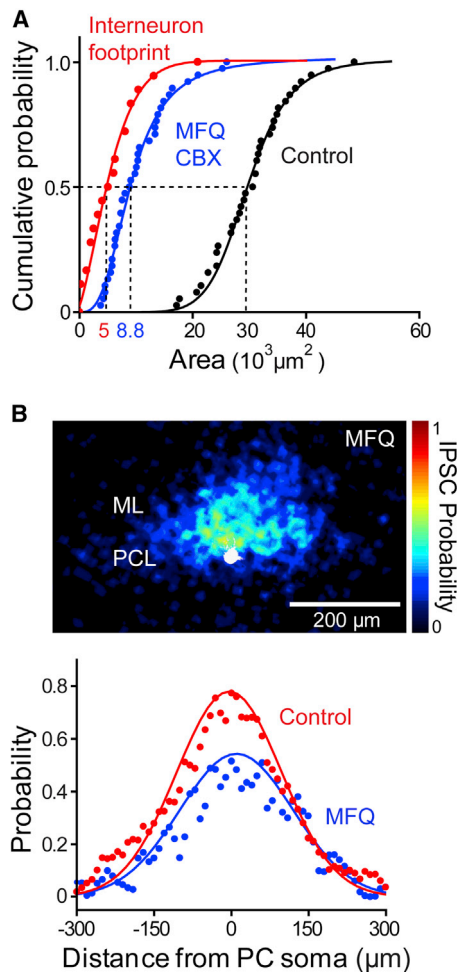 A
Interneuron
footprint
Cumulative probability
1.0
0.5
0
MFQ
CBX
Control
0
5
8.8
20
40
60
Area (10³µm²)
B
MFQ
ML
PCL
200 µm
1
IPSC Probability
0
Probability
0.8
0.6
0.4
0.2
0
Control
MFQ
-300
-150
0
150
300
Distance from PC soma (µm)